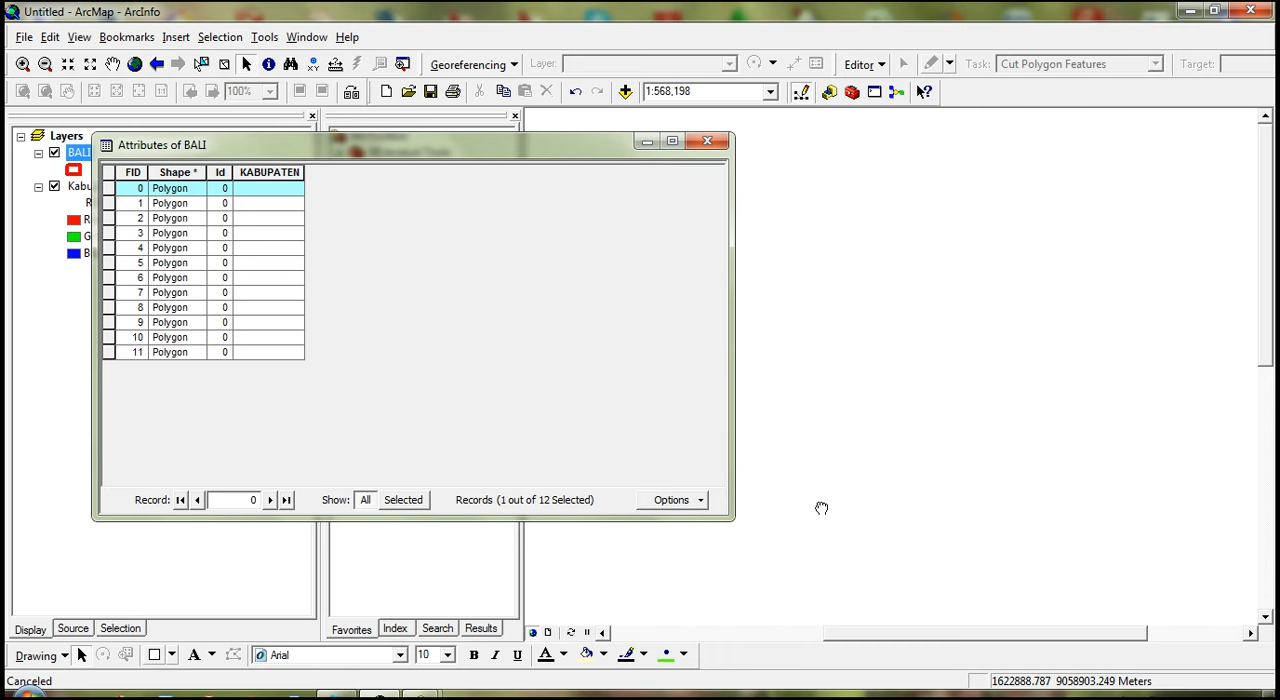 Untitled - ArcMap - ArcInfo
File Edit View Bookmarks Insert Selection Tools Window Help
Georeferencing Layer: Editor Task: Cut Polygon Features Target:
100% 1:568,198
Layers
BALI
Kabu
R
R
G
B
Attributes of BALI
FID Shape * Id KABUPATEN
0 Polygon 0
1 Polygon 0
2 Polygon 0
3 Polygon 0
4 Polygon 0
5 Polygon 0
6 Polygon 0
7 Polygon 0
8 Polygon 0
9 Polygon 0
10 Polygon 0
11 Polygon 0
Record: 0 Show: All Selected Records (1 out of 12 Selected) Options
Display Source Selection Favorites Index Search Results
Drawing A Arial 10 B I U A
Canceled 1622888.787 9058903.249 Meters